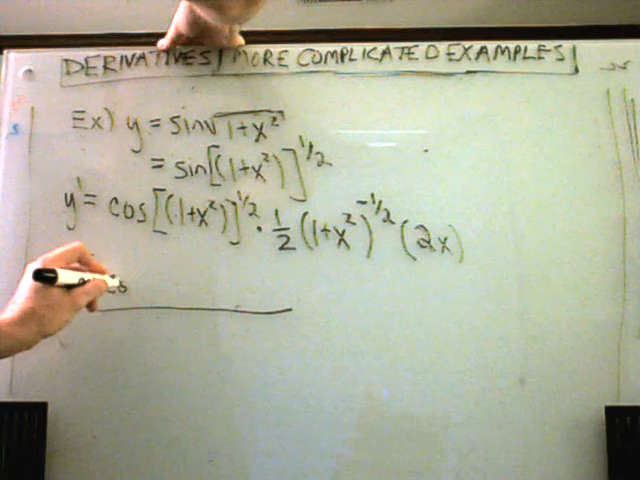 DERIVATIVES / MORE COMPLICATED EXAMPLES
Ex) y = sin√(1+x²)
= sin[(1+x²)]^1/2
y' = cos[(1+x²)]^1/2 · 1/2 (1+x²)^-1/2 (2x)